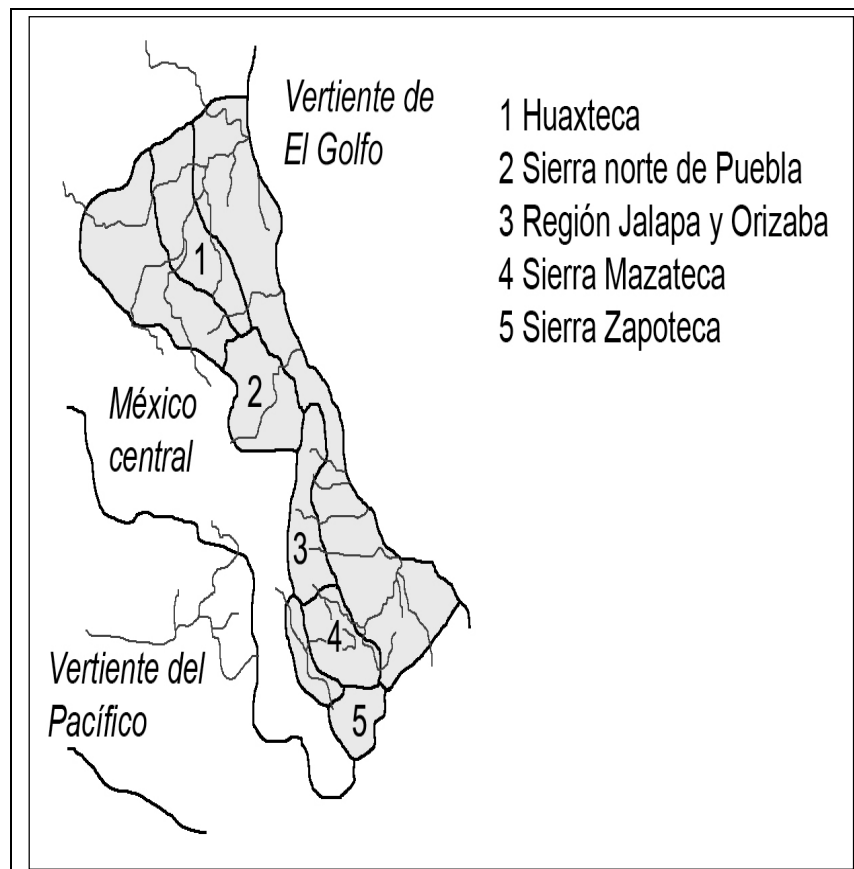 Vertiente de
El Golfo
1 Huaxteca
2 Sierra norte de Puebla
3 Región Jalapa y Orizaba
4 Sierra Mazateca
5 Sierra Zapoteca
1
2
México
central
3
4
Vertiente del
Pacífico
5